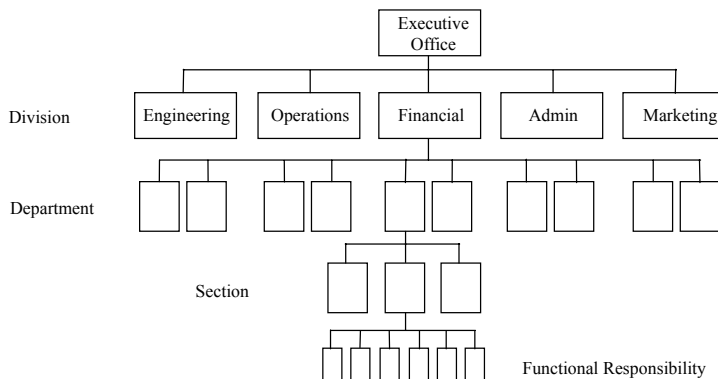 Executive
Office
Division
Engineering
Operations
Financial
Admin
Marketing
Department
Section
Functional Responsibility